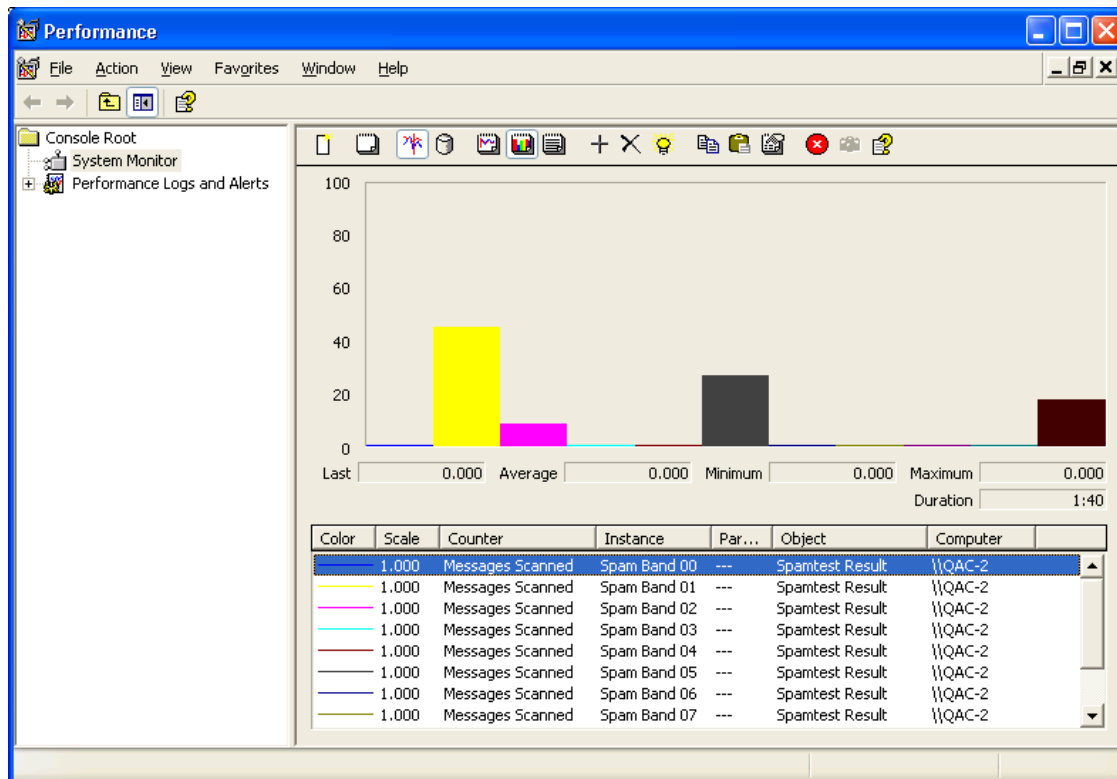 Performance
File Action View Favorites Window Help
Console Root
System Monitor
Performance Logs and Alerts
100
80
60
40
20
0
Last 0.000 Average 0.000 Minimum 0.000 Maximum 0.000
Duration 1:40
Color Scale Counter Instance Par... Object Computer
1.000 Messages Scanned Spam Band 00 --- Spamtest Result \\QAC-2
1.000 Messages Scanned Spam Band 01 --- Spamtest Result \\QAC-2
1.000 Messages Scanned Spam Band 02 --- Spamtest Result \\QAC-2
1.000 Messages Scanned Spam Band 03 --- Spamtest Result \\QAC-2
1.000 Messages Scanned Spam Band 04 --- Spamtest Result \\QAC-2
1.000 Messages Scanned Spam Band 05 --- Spamtest Result \\QAC-2
1.000 Messages Scanned Spam Band 06 --- Spamtest Result \\QAC-2
1.000 Messages Scanned Spam Band 07 --- Spamtest Result \\QAC-2